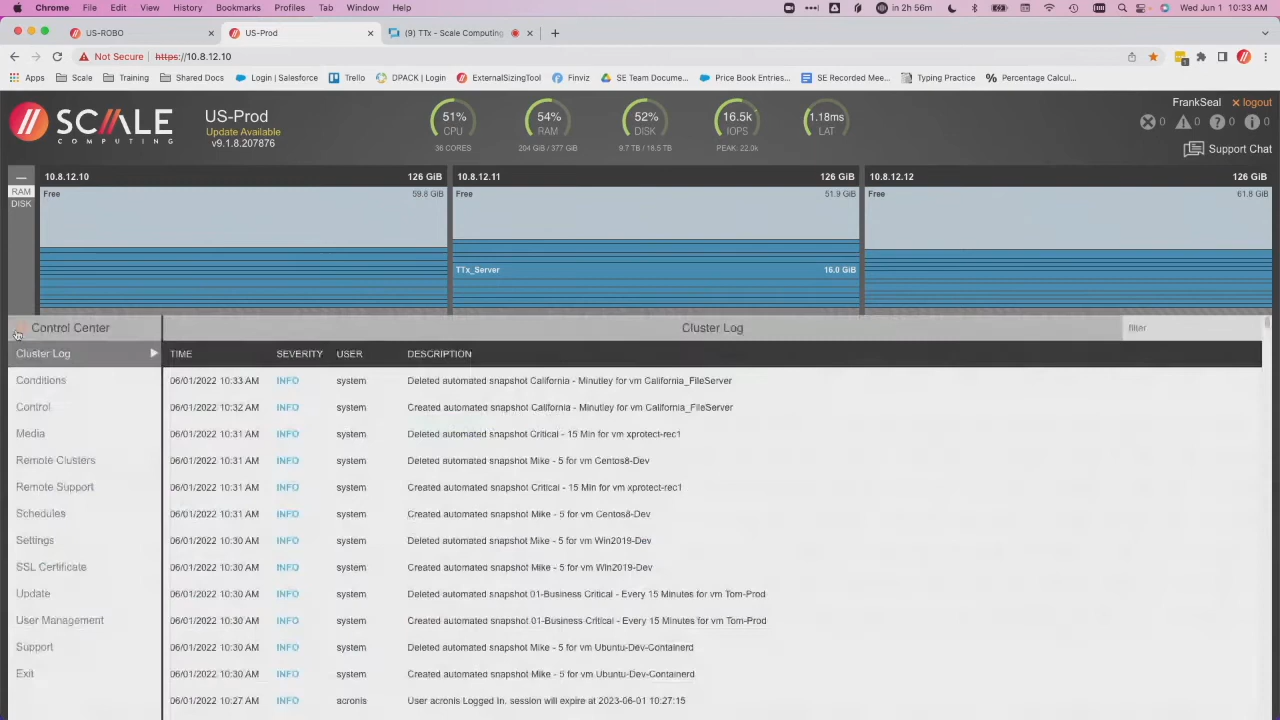 Chrome File Edit View History Bookmarks Profiles Tab Window Help in 2h 56m Wed Jun 1 10:33 AM
US-ROBO US-Prod (9) TTx - Scale Computing
Not Secure https://10.8.12.10
Apps Scale Training Shared Docs Login | Salesforce Trello DPACK | Login ExternalSizingTool Finviz SE Team Docume... Price Book Entries... SE Recorded Mee... Typing Practice Percentage Calcul...
SCALE COMPUTING
US-Prod
Update Available
v9.1.8.207876
51% CPU
36 CORES
54% RAM
204 GiB / 377 GiB
52% DISK
9.7 TB / 18.5 TB
16.5k IOPS
PEAK: 22.0k
1.18ms LAT
FrankSeal × logout
0 0 0 0
Support Chat
RAM
DISK
10.8.12.10 126 GiB
Free 59.6 GiB
10.8.12.11 126 GiB
Free 51.9 GiB
TTx_Server 16.0 GiB
10.8.12.12 126 GiB
Free 61.8 GiB
Control Center
Cluster Log
Conditions
Control
Media
Remote Clusters
Remote Support
Schedules
Settings
SSL Certificate
Update
User Management
Support
Exit
Cluster Log filter
TIME SEVERITY USER DESCRIPTION
06/01/2022 10:33 AM INFO system Deleted automated snapshot California - Minutley for vm California_FileServer
06/01/2022 10:32 AM INFO system Created automated snapshot California - Minutley for vm California_FileServer
06/01/2022 10:31 AM INFO system Deleted automated snapshot Critical - 15 Min for vm xprotect-rec1
06/01/2022 10:31 AM INFO system Deleted automated snapshot Mike - 5 for vm Centos8-Dev
06/01/2022 10:31 AM INFO system Created automated snapshot Critical - 15 Min for vm xprotect-rec1
06/01/2022 10:31 AM INFO system Created automated snapshot Mike - 5 for vm Centos8-Dev
06/01/2022 10:30 AM INFO system Deleted automated snapshot Mike - 5 for vm Win2019-Dev
06/01/2022 10:30 AM INFO system Created automated snapshot Mike - 5 for vm Win2019-Dev
06/01/2022 10:30 AM INFO system Deleted automated snapshot 01-Business Critical - Every 15 Minutes for vm Tom-Prod
06/01/2022 10:30 AM INFO system Created automated snapshot 01-Business Critical - Every 15 Minutes for vm Tom-Prod
06/01/2022 10:30 AM INFO system Deleted automated snapshot Mike - 5 for vm Ubuntu-Dev-Containerd
06/01/2022 10:30 AM INFO system Created automated snapshot Mike - 5 for vm Ubuntu-Dev-Containerd
06/01/2022 10:27 AM INFO acronis User acronis Logged In, session will expire at 2023-06-01 10:27:15